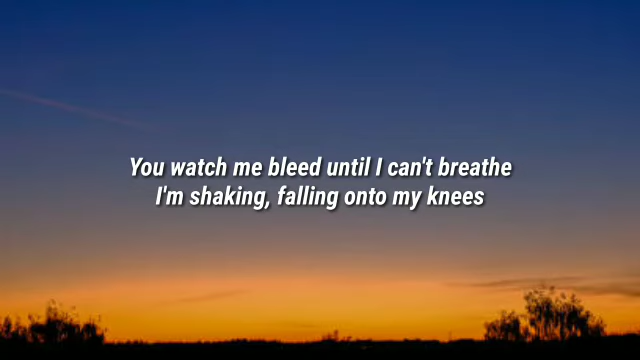 You watch me bleed until I can't breathe
I'm shaking, falling onto my knees